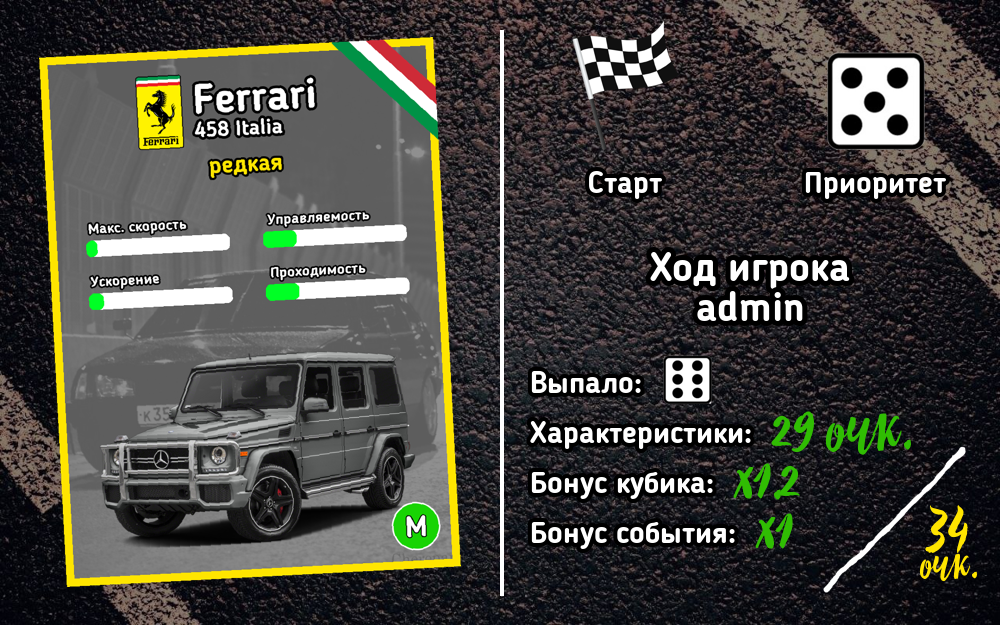 Ferrari
Ferrari
458 Italia
редкая
Макс. скорость
Управляемость
Ускорение
Проходимость
М
Старт
Приоритет
Ход игрока
admin
Выпало:
Характеристики: 29 очк.
Бонус кубика: X1,2
Бонус события: X1
34
очк.